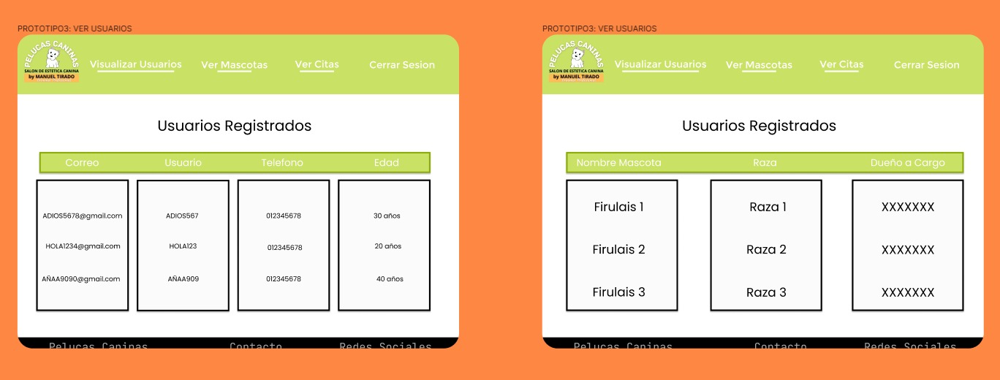 PROTOTIPO3: VER USUARIOS
PELUCAS CANINAS
SALON DE ESTETICA CANINA
by MANUEL TIRADO
Visualizar Usuarios Ver Mascotas Ver Citas Cerrar Sesion
Usuarios Registrados
Correo Usuario Telefono Edad
ADIOS5678@gmail.com ADIOS567 012345678 30 años
HOLA1234@gmail.com HOLA123 012345678 20 años
AÑAA9090@gmail.com AÑAA909 012345678 40 años
Pelucas Caninas Contacto Redes Sociales
PROTOTIPO3: VER USUARIOS
PELUCAS CANINAS
SALON DE ESTETICA CANINA
by MANUEL TIRADO
Visualizar Usuarios Ver Mascotas Ver Citas Cerrar Sesion
Usuarios Registrados
Nombre Mascota Raza Dueño a Cargo
Firulais 1 Raza 1 XXXXXXX
Firulais 2 Raza 2 XXXXXXX
Firulais 3 Raza 3 XXXXXXX
Pelucas Caninas Contacto Redes Sociales